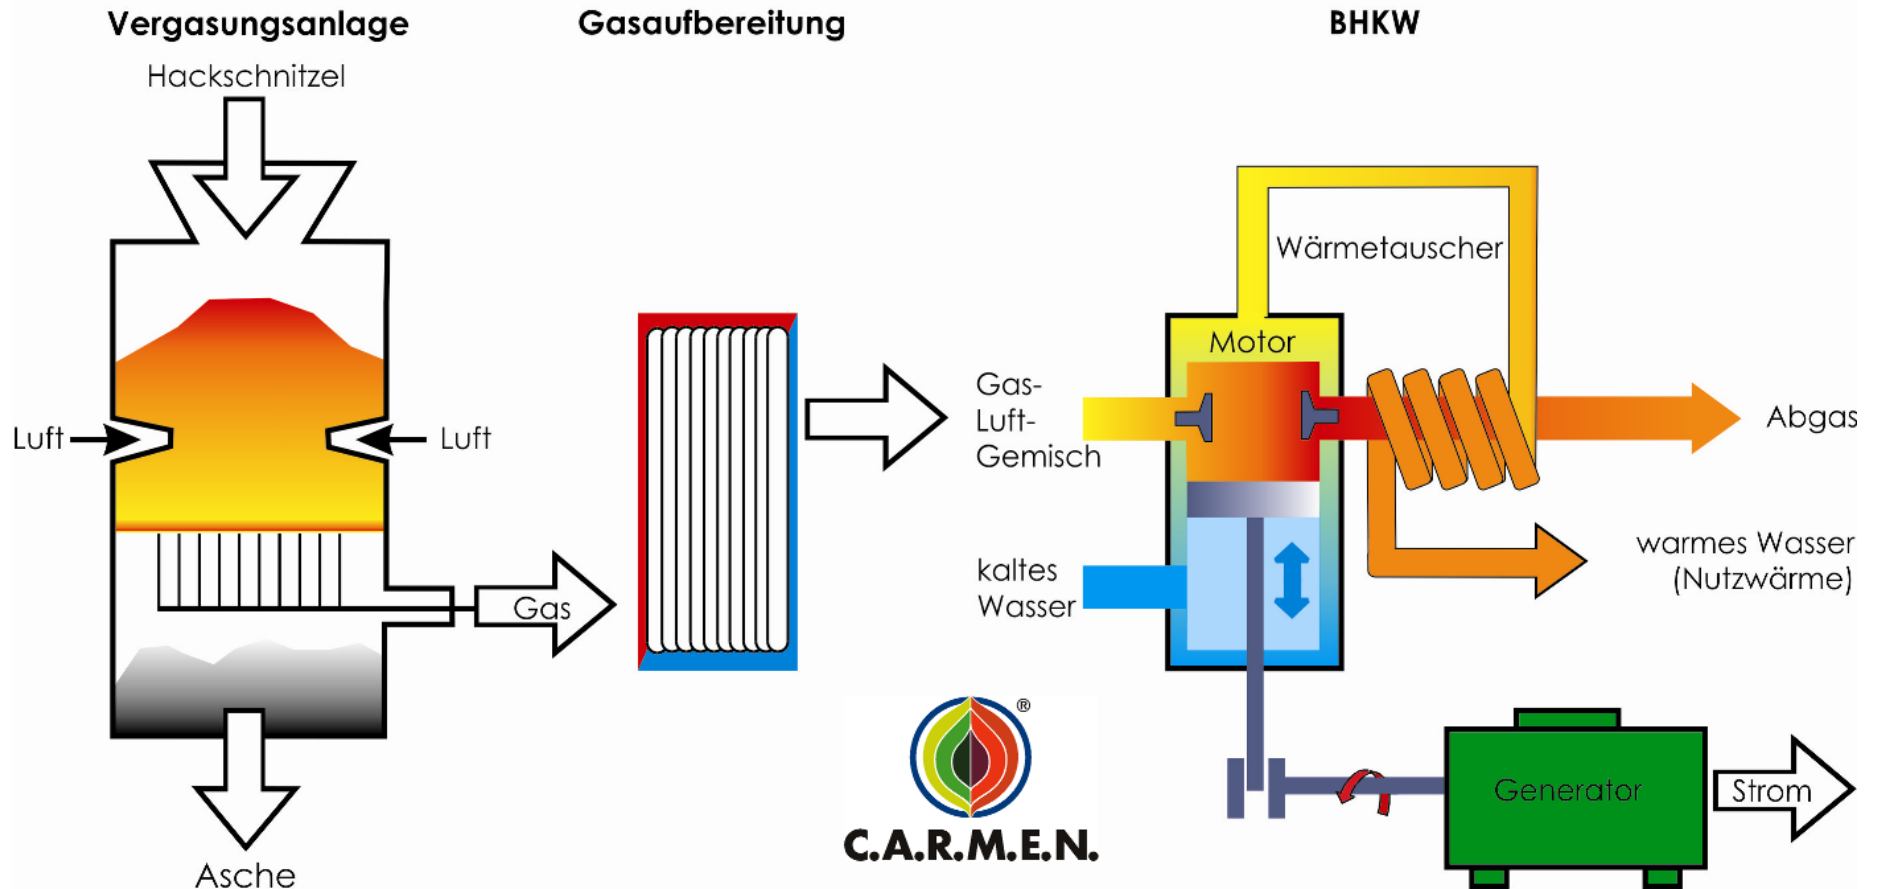 Vergasungsanlage
Gasaufbereitung
BHKW
Hackschnitzel
Luft
Luft
Gas
Asche
Gas-
Luft-
Gemisch
kaltes
Wasser
Wärmetauscher
Motor
Abgas
warmes Wasser
(Nutzwärme)
Generator
Strom
®
C.A.R.M.E.N.